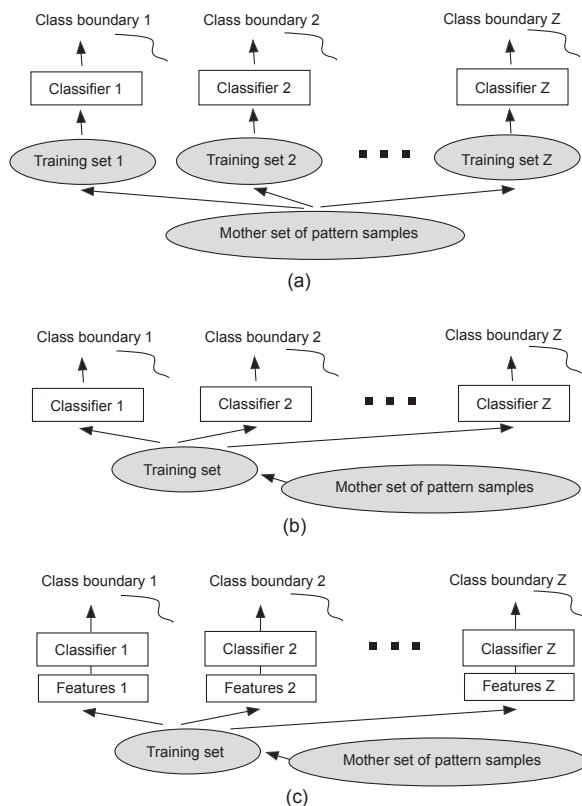 Class boundary 1
Class boundary 2
Class boundary Z
Classifier 1
Classifier 2
Classifier Z
Training set 1
Training set 2
Training set Z
Mother set of pattern samples
(a)
Class boundary 1
Class boundary 2
Class boundary Z
Classifier 1
Classifier 2
Classifier Z
Training set
Mother set of pattern samples
(b)
Class boundary 1
Class boundary 2
Class boundary Z
Classifier 1
Classifier 2
Classifier Z
Features 1
Features 2
Features Z
Training set
Mother set of pattern samples
(c)